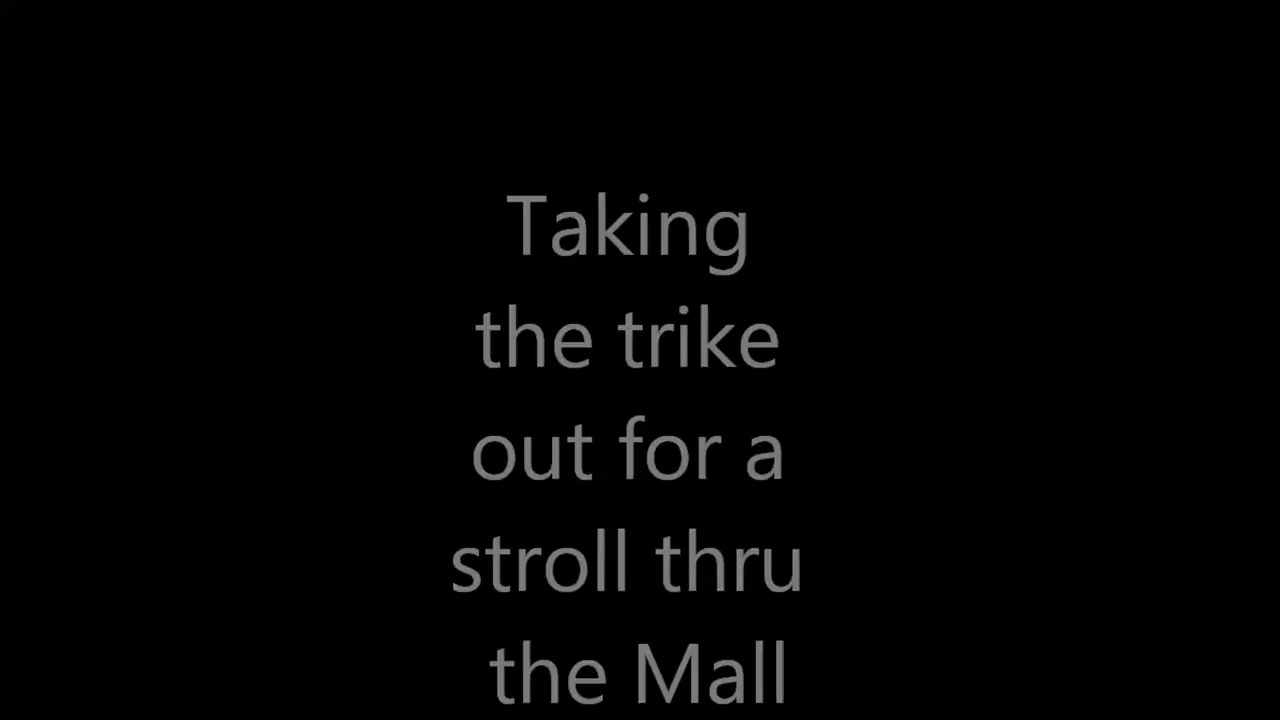 Taking
the trike
out for a
stroll thru
the Mall